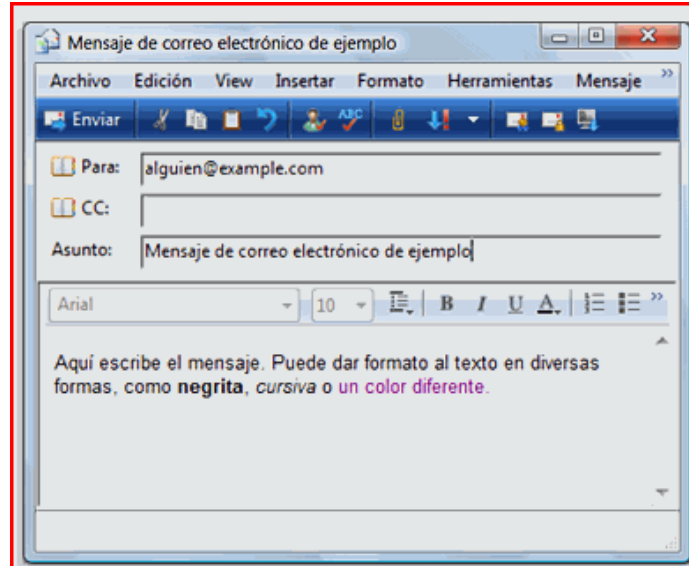 Mensaje de correo electrónico de ejemplo
Archivo Edición View Insertar Formato Herramientas Mensaje »
Enviar ABC
Para: alguien@example.com
CC:
Asunto: Mensaje de correo electrónico de ejemplo
Arial 10 B I U A »
Aquí escribe el mensaje. Puede dar formato al texto en diversas
formas, como negrita, cursiva o un color diferente.